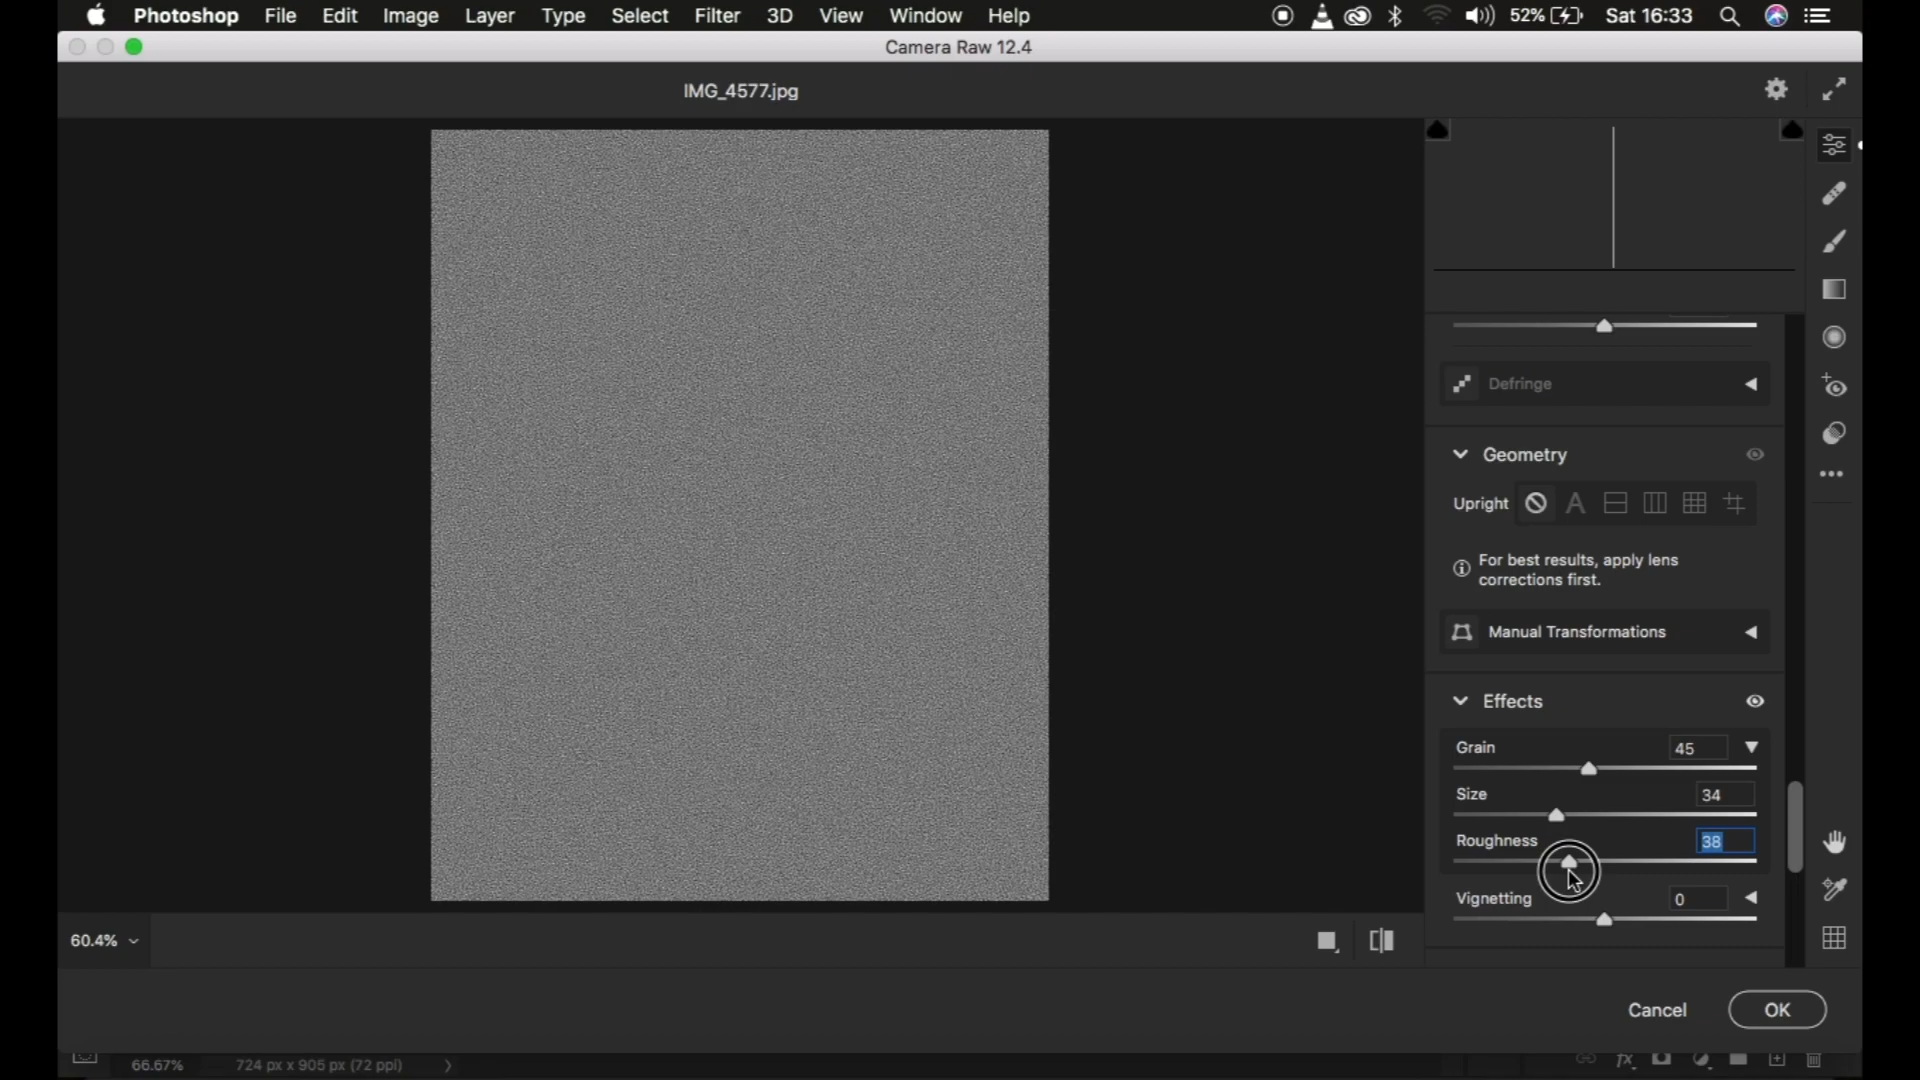 Photoshop File Edit Image Layer Type Select Filter 3D View Window Help 52% Sat 16:33
Camera Raw 12.4
IMG_4577.jpg
Defringe
Geometry
Upright
For best results, apply lens
corrections first.
Manual Transformations
Effects
Grain 45
Size 34
Roughness 38
Vignetting 0
60.4%
Cancel OK
66.67% 724 px x 905 px (72 ppi)